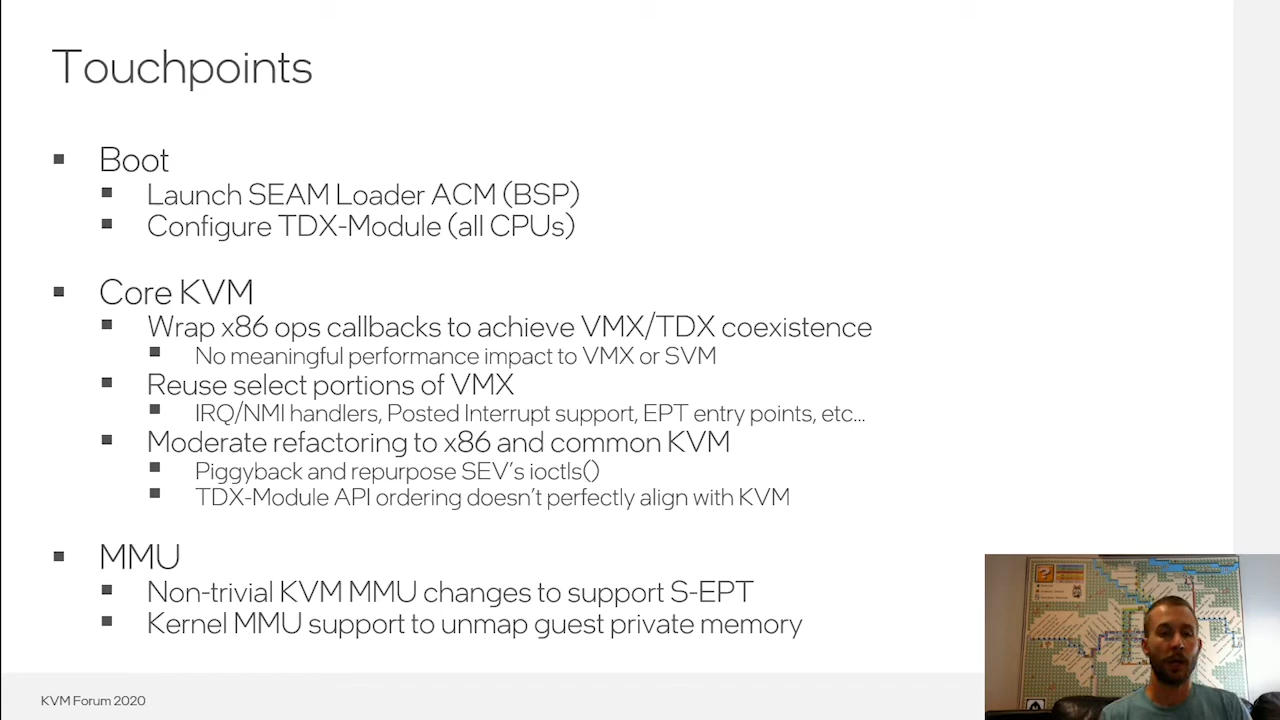 Touchpoints
Boot
Launch SEAM Loader ACM (BSP)
Configure TDX-Module (all CPUs)
Core KVM
Wrap x86 ops callbacks to achieve VMX/TDX coexistence
No meaningful performance impact to VMX or SVM
Reuse select portions of VMX
IRQ/NMI handlers, Posted Interrupt support, EPT entry points, etc...
Moderate refactoring to x86 and common KVM
Piggyback and repurpose SEV's ioctls()
TDX-Module API ordering doesn't perfectly align with KVM
MMU
Non-trivial KVM MMU changes to support S-EPT
Kernel MMU support to unmap guest private memory
KVM Forum 2020